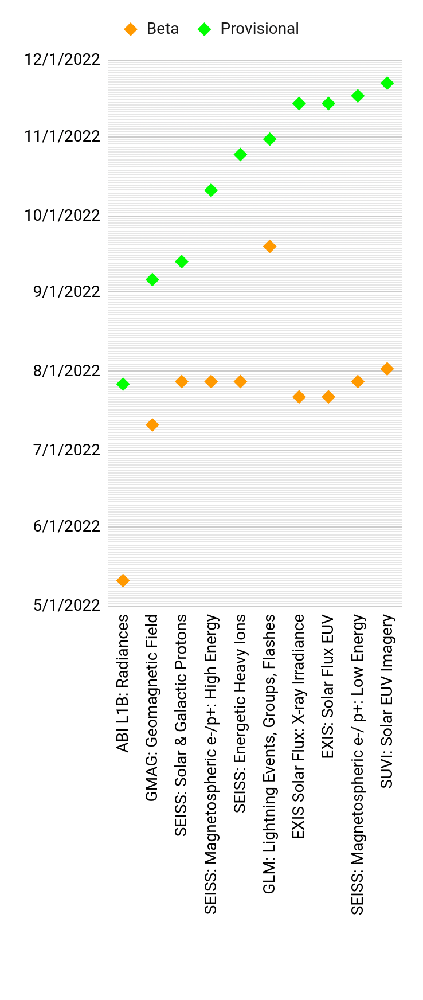 Beta
Provisional
12/1/2022
11/1/2022
10/1/2022
9/1/2022
8/1/2022
7/1/2022
6/1/2022
5/1/2022
ABI L1B: Radiances
GMAG: Geomagnetic Field
SEISS: Solar & Galactic Protons
SEISS: Magnetospheric e-/p+: High Energy
SEISS: Energetic Heavy Ions
GLM: Lightning Events, Groups, Flashes
EXIS Solar Flux: X-ray Irradiance
EXIS: Solar Flux EUV
SEISS: Magnetospheric e-/ p+: Low Energy
SUVI: Solar EUV Imagery